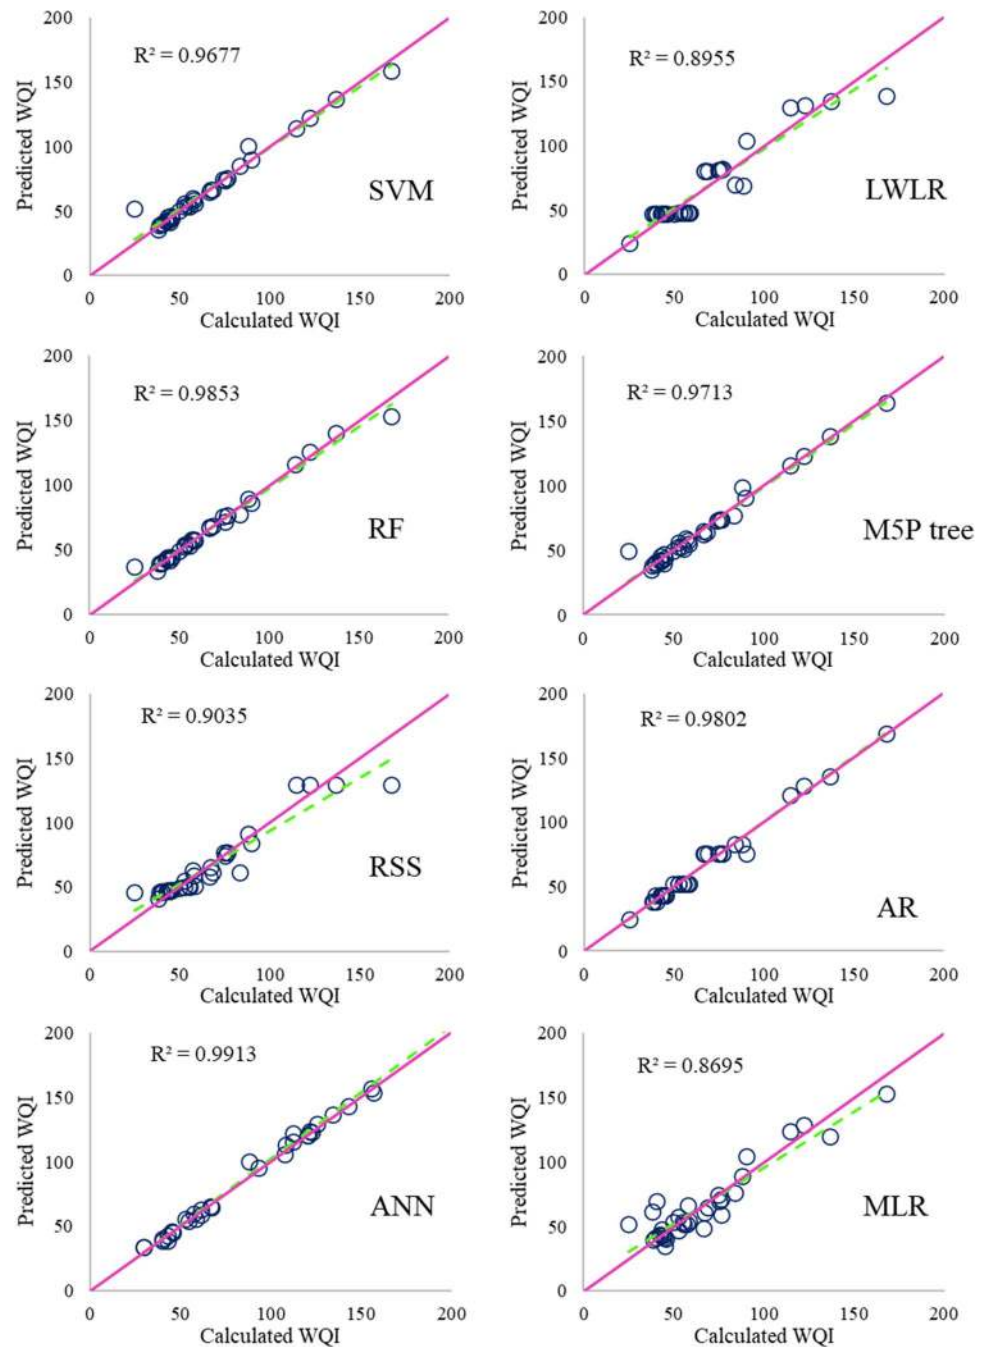 200
150
100
50
0
Predicted WQI
R² = 0.9677
SVM
0 50 100 150 200
Calculated WQI
200
150
100
50
0
Predicted WQI
R² = 0.8955
LWLR
0 50 100 150 200
Calculated WQI
200
150
100
50
0
Predicted WQI
R² = 0.9853
RF
0 50 100 150 200
Calculated WQI
200
150
100
50
0
Predicted WQI
R² = 0.9713
M5P tree
0 50 100 150 200
Calculated WQI
200
150
100
50
0
Predicted WQI
R² = 0.9035
RSS
0 50 100 150 200
Calculated WQI
200
150
100
50
0
Predicted WQI
R² = 0.9802
AR
0 50 100 150 200
Calculated WQI
200
150
100
50
0
Predicted WQI
R² = 0.9913
ANN
0 50 100 150 200
Calculated WQI
200
150
100
50
0
Predicted WQI
R² = 0.8695
MLR
0 50 100 150 200
Calculated WQI